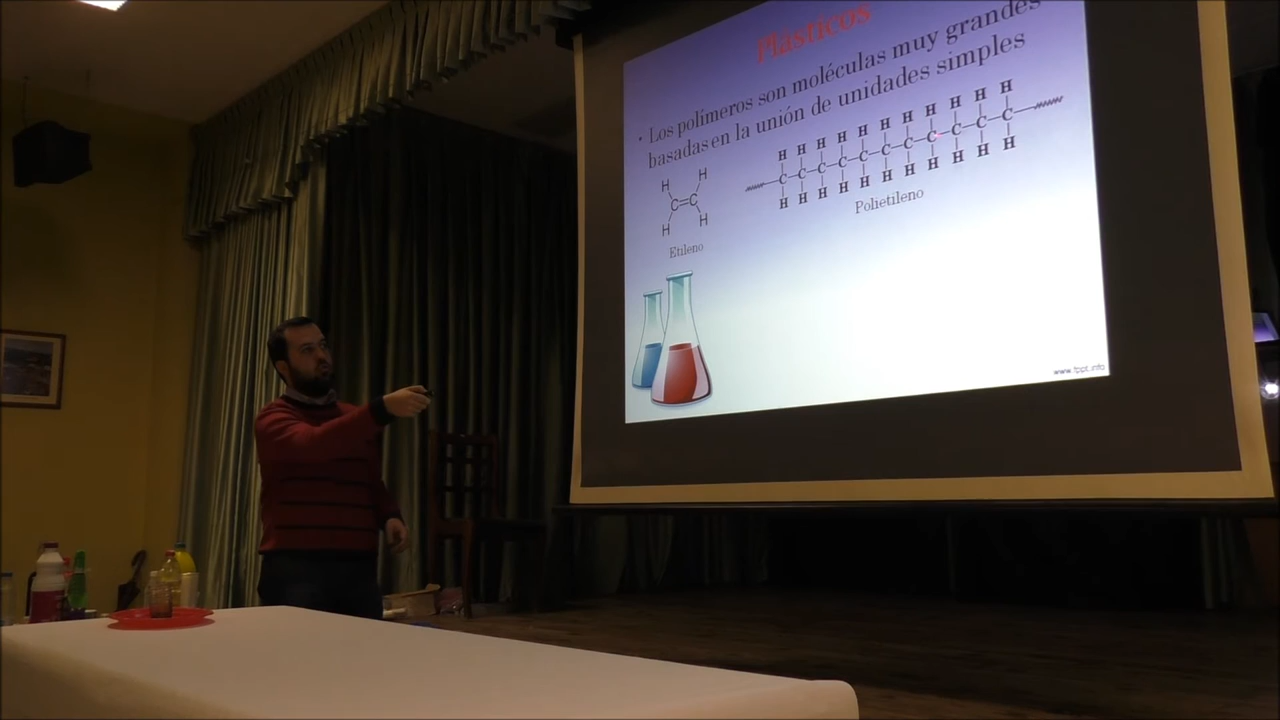 Plásticos
• Los polímeros son moléculas muy grandes
basadas en la unión de unidades simples
H H H H H H H H H H H
H H C=C H H
C C C C C C C C C C C
H H H H H H H H H H H
Etileno
Polietileno
www.fppt.info